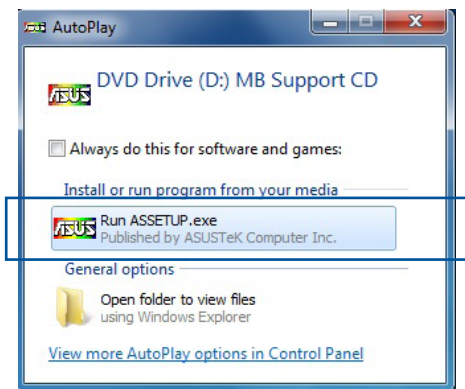 AutoPlay
DVD Drive (D:) MB Support CD
ASUS
Always do this for software and games:
Install or run program from your media
ASUS
Run ASSETUP.exe
Published by ASUSTeK Computer Inc.
General options
Open folder to view files
using Windows Explorer
View more AutoPlay options in Control Panel